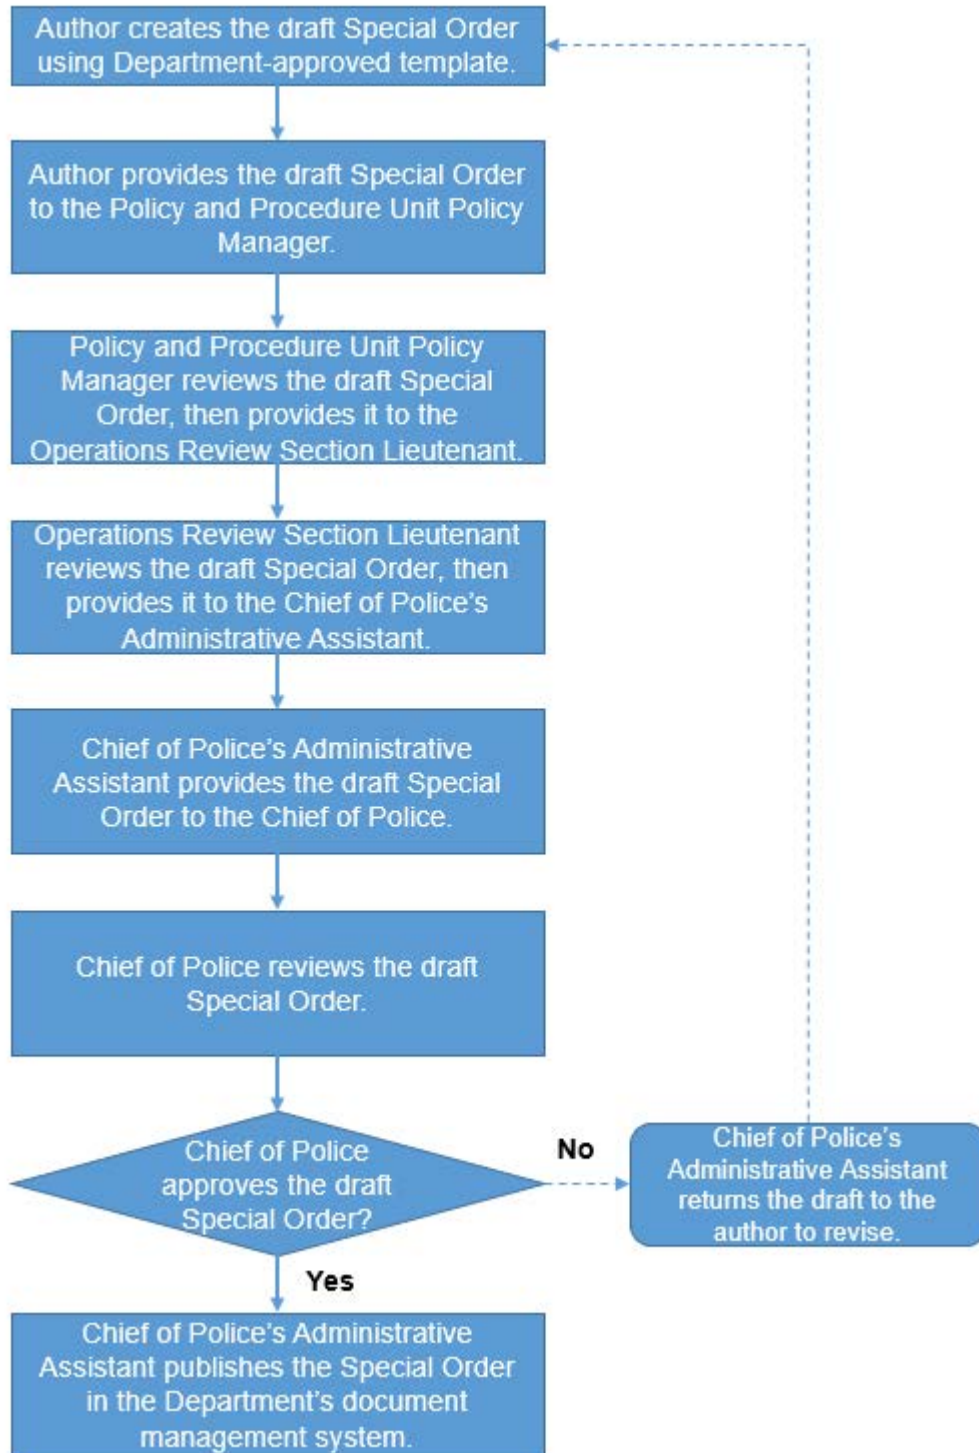 Author creates the draft Special Order
using Department-approved template.
Author provides the draft Special Order
to the Policy and Procedure Unit Policy
Manager.
Policy and Procedure Unit Policy
Manager reviews the draft Special
Order, then provides it to the
Operations Review Section Lieutenant.
Operations Review Section Lieutenant
reviews the draft Special Order, then
provides it to the Chief of Police’s
Administrative Assistant.
Chief of Police’s Administrative
Assistant provides the draft Special
Order to the Chief of Police.
Chief of Police reviews the draft
Special Order.
Chief of Police
approves the draft
Special Order?
No
Chief of Police’s
Administrative Assistant
returns the draft to the
author to revise.
Yes
Chief of Police’s Administrative
Assistant publishes the Special Order
in the Department’s document
management system.